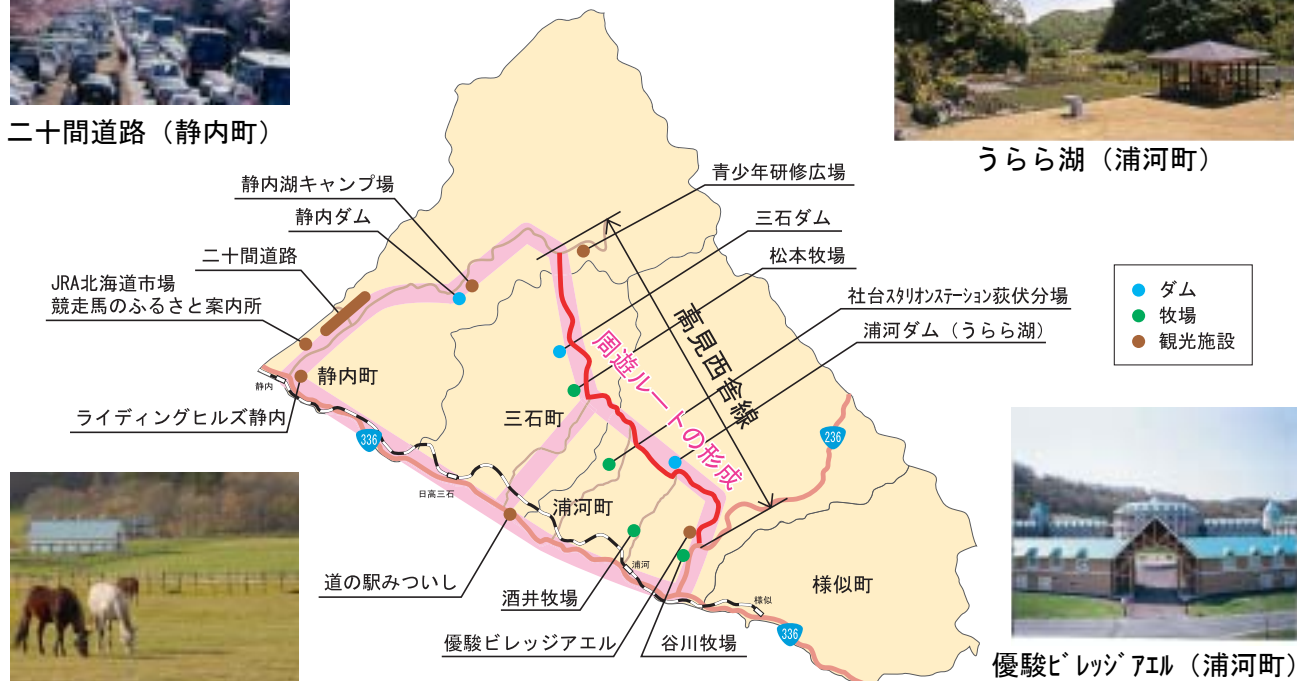 二十間道路（静内町）
うらら湖（浦河町）
青少年研修広場
静内湖キャンプ場
静内ダム
三石ダム
二十間道路
松本牧場
JRA北海道市場
競走馬のふるさと案内所
社台ｽﾀﾘｵﾝｽﾃｰｼｮﾝ荻伏分場
浦河ダム（うらら湖）
ダム
牧場
観光施設
高見西舎線
周遊ルートの形成
静内
静内町
ライディングヒルズ静内
三石町
336
236
日高三石
浦河町
浦河
道の駅みついし
酒井牧場
様似町
様似
336
優駿ビレッジアエル
谷川牧場
優駿ﾋﾞﾚｯｼﾞｱｴﾙ（浦河町）